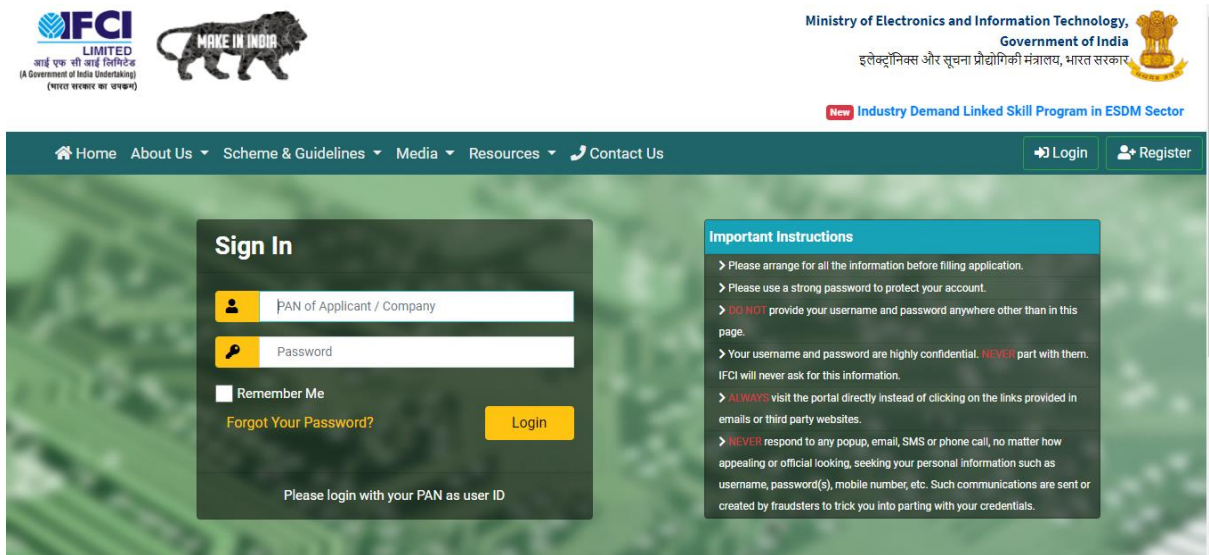 IFCI
LIMITED
आई एफ सी आई लिमिटेड
(A Government of India Undertaking)
(भारत सरकार का उपक्रम)
MAKE IN INDIA
Ministry of Electronics and Information Technology,
Government of India
इलेक्ट्रॉनिक्स और सूचना प्रौद्योगिकी मंत्रालय, भारत सरकार
New Industry Demand Linked Skill Program in ESDM Sector
Home About Us Scheme & Guidelines Media Resources Contact Us Login Register
Sign In
PAN of Applicant / Company
Password
Remember Me
Forgot Your Password? Login
Please login with your PAN as user ID
Important Instructions
Please arrange for all the information before filling application.
Please use a strong password to protect your account.
DO NOT provide your username and password anywhere other than in this
page.
Your username and password are highly confidential. NEVER part with them.
IFCI will never ask for this information.
ALWAYS visit the portal directly instead of clicking on the links provided in
emails or third party websites.
NEVER respond to any popup, email, SMS or phone call, no matter how
appealing or official looking, seeking your personal information such as
username, password(s), mobile number, etc. Such communications are sent or
created by fraudsters to trick you into parting with your credentials.